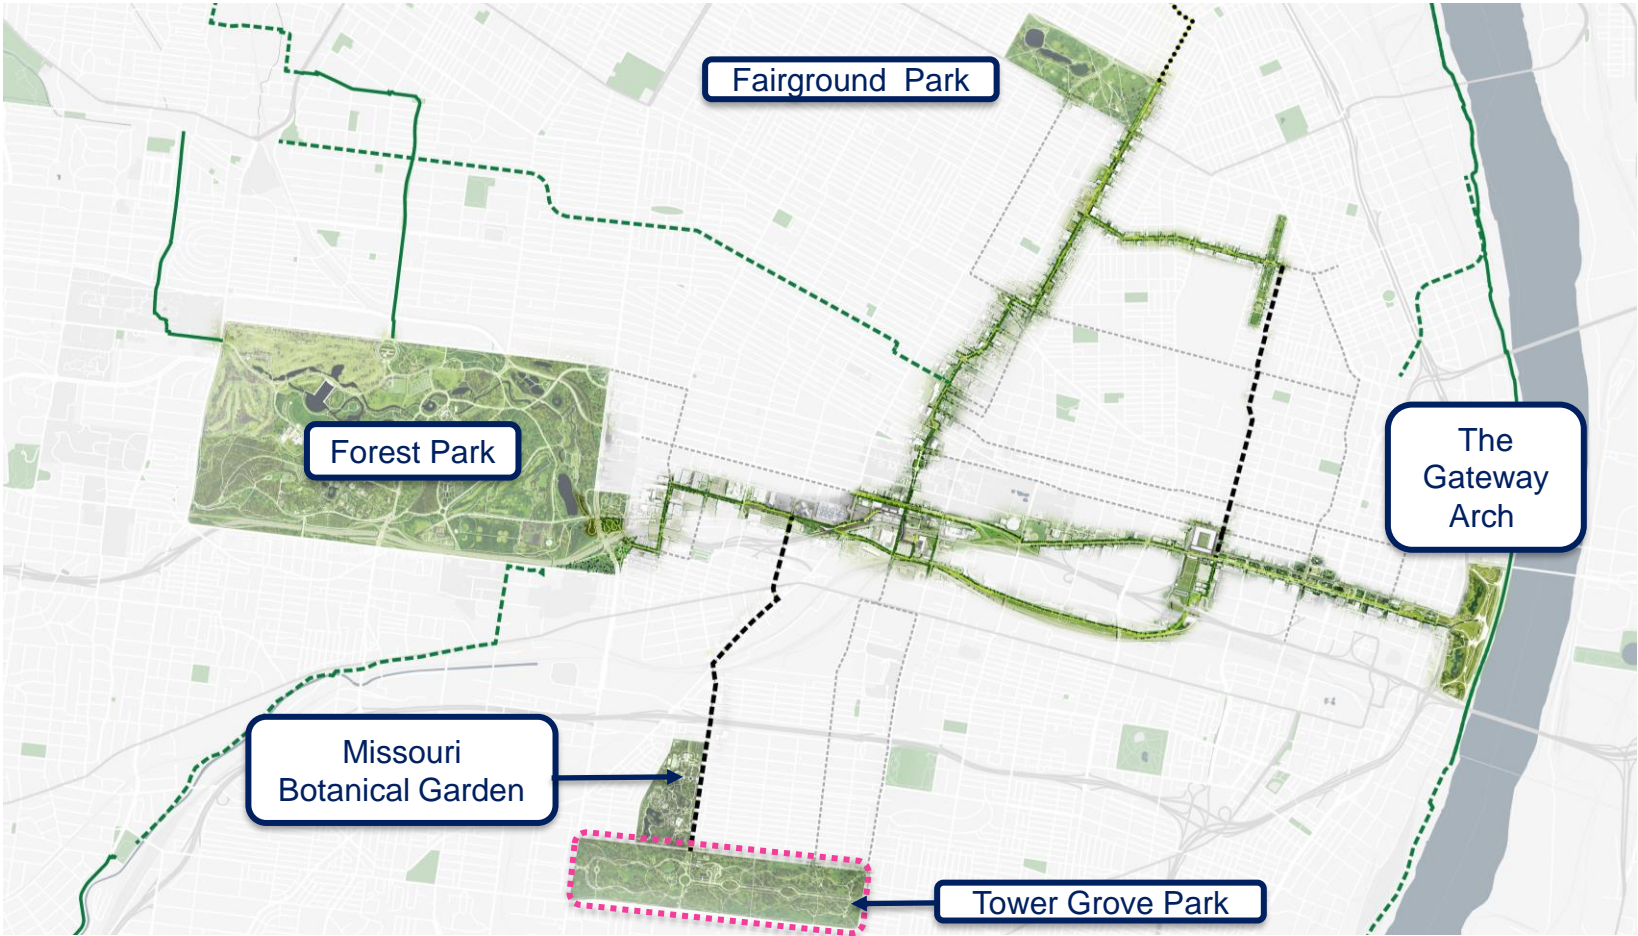 Fairground Park
Forest Park
The
Gateway
Arch
Missouri
Botanical Garden
Tower Grove Park